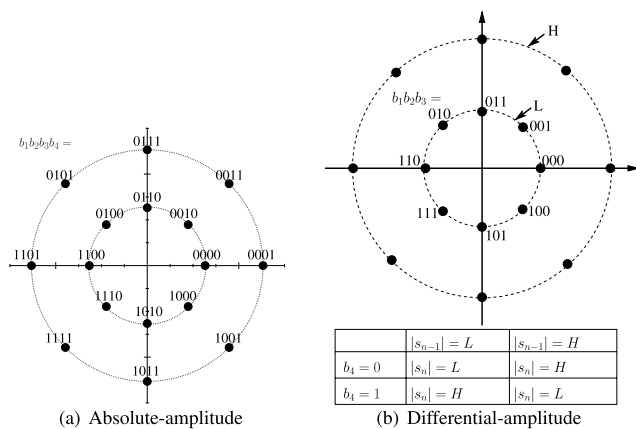 b₁b₂b₃b₄ =
0111
0101
0011
0110
0100
0010
1101
1100
0000
0001
1110
1000
1010
1111
1001
1011
(a) Absolute-amplitude
H
b₁b₂b₃ =
L
011
010
001
110
000
111
100
101
|sₙ₋₁| = L |sₙ₋₁| = H
b₄ = 0 |sₙ| = L |sₙ| = H
b₄ = 1 |sₙ| = H |sₙ| = L
(b) Differential-amplitude